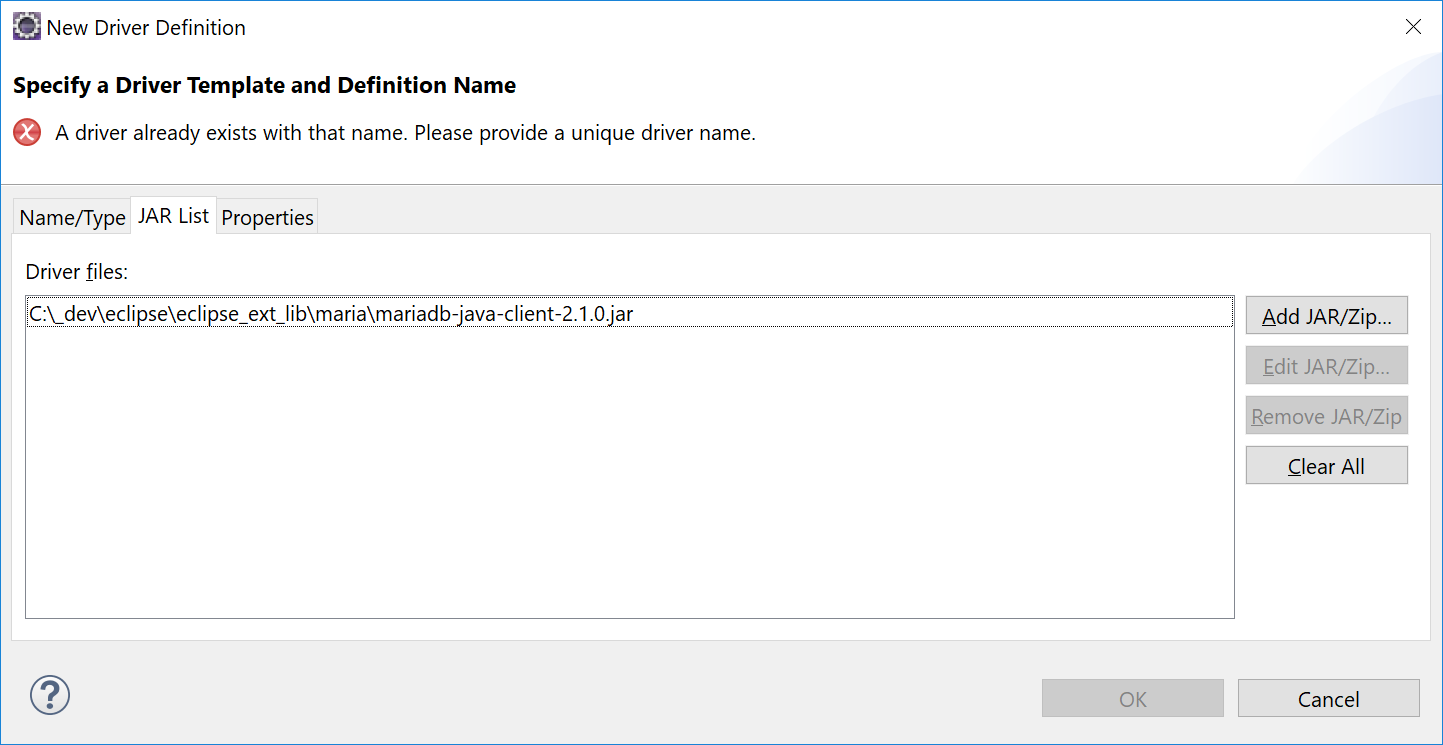 New Driver Definition
Specify a Driver Template and Definition Name
A driver already exists with that name. Please provide a unique driver name.
Name/Type
JAR List
Properties
Driver files:
C:\_dev\eclipse\eclipse_ext_lib\maria\mariadb-java-client-2.1.0.jar
Add JAR/Zip...
Edit JAR/Zip...
Remove JAR/Zip
Clear All
?
OK
Cancel